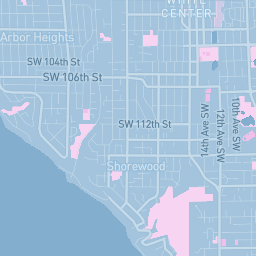 WHITE
CENTER
Arbor Heights
SW 104th St
SW 106th St
SW 112th St
14th Ave SW
12th Ave SW
10th Ave SW
Shorewood